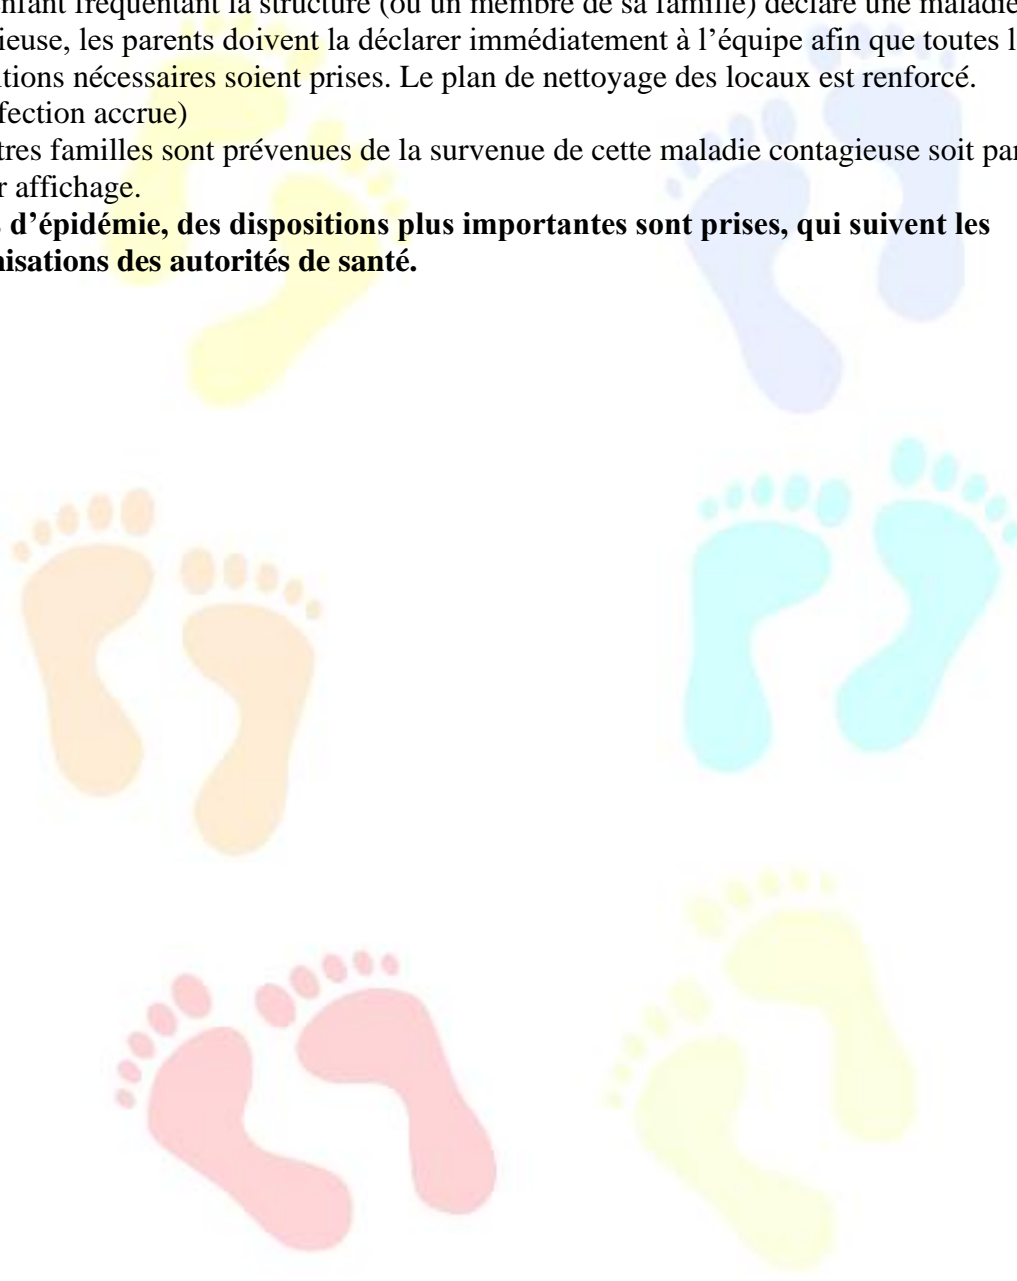 enfant fréquentant la structure (ou un membre de sa famille) déclare une maladie
ieuse, les parents doivent la déclarer immédiatement à l’équipe afin que toutes l
itions nécessaires soient prises. Le plan de nettoyage des locaux est renforcé.
fection accrue)
tres familles sont prévenues de la survenue de cette maladie contagieuse soit par
r affichage.
s d’épidémie, des dispositions plus importantes sont prises, qui suivent les
nisations des autorités de santé.